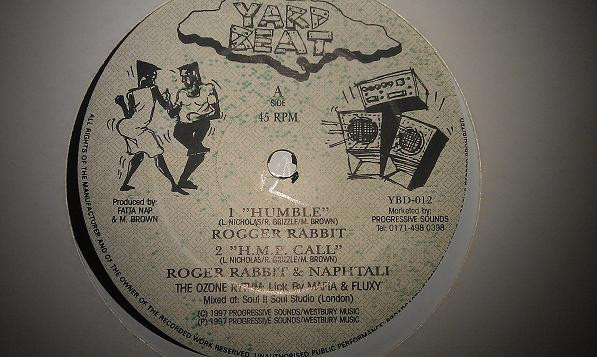 YARD
BEAT
A
SIDE
45 RPM
YBD-012
Produced by:
FATTA NAP
& M. BROWN
Marketed by:
PROGRESSIVE SOUNDS
Tel: 0171-498 0398
1 "HUMBLE"
(L. NICHOLAS/R. GRIZZLE/M. BROWN)
ROGGER RABBIT
2 "H.M.P. CALL"
(L. NICHOLAS/R. GRIZZLE/M. BROWN)
ROGER RABBIT & NAPHTALI
THE OZONE RYTHM: Lick By MAFIA & FLUXY
Mixed at: Soul II Soul Studio (London)
(C) 1997 PROGRESSIVE SOUNDS/WESTBURY MUSIC
(P) 1997 PROGRESSIVE SOUNDS/WESTBURY MUSIC
ALL RIGHTS OF THE MANUFACTURER AND OF THE OWNER OF THE RECORDED WORK RESERVED. UNAUTHORISED PUBLIC PERFORMANCE PROHIBITED